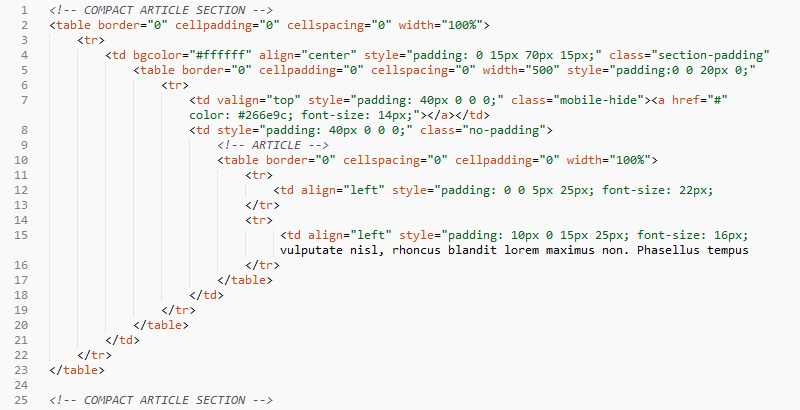 1 <!-- COMPACT ARTICLE SECTION -->
2 <table border="0" cellpadding="0" cellspacing="0" width="100%">
3 <tr>
4 <td bgcolor="#ffffff" align="center" style="padding: 0 15px 70px 15px;" class="section-padding"
5 <table border="0" cellpadding="0" cellspacing="0" width="500" style="padding:0 0 20px 0;"
6 <tr>
7 <td valign="top" style="padding: 40px 0 0 0;" class="mobile-hide"><a href="#"
color: #266e9c; font-size: 14px;"></a></td>
8 <td style="padding: 40px 0 0 0;" class="no-padding">
9 <!-- ARTICLE -->
10 <table border="0" cellspacing="0" cellpadding="0" width="100%">
11 <tr>
12 <td align="left" style="padding: 0 0 5px 25px; font-size: 22px;
13 </tr>
14 <tr>
15 <td align="left" style="padding: 10px 0 15px 25px; font-size: 16px;
vulputate nisl, rhoncus blandit lorem maximus non. Phasellus tempus
16 </tr>
17 </table>
18 </td>
19 </tr>
20 </table>
21 </td>
22 </tr>
23 </table>
24
25 <!-- COMPACT ARTICLE SECTION -->